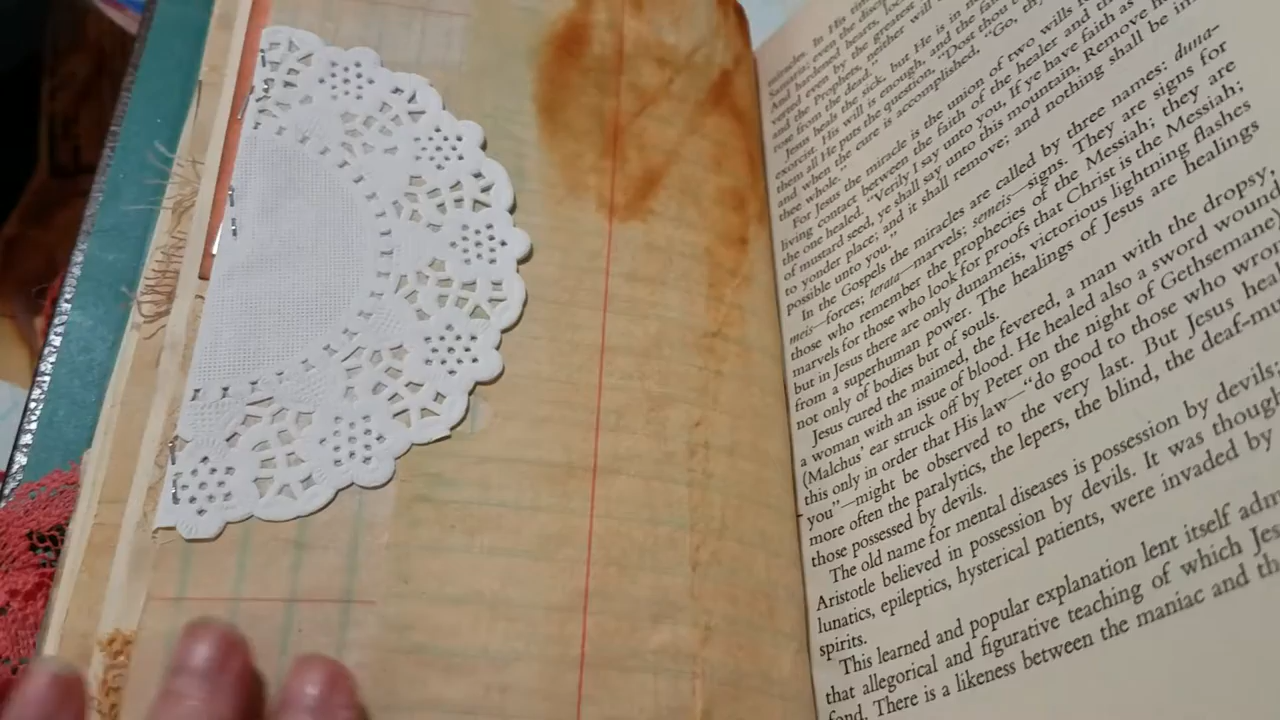 miracles. In His
Samaria; even the
And hardened hearts,
versed even by the greatest
and the Prophets, neither will
rose from the dead."
Jesus heals the sick, but He is in
exorcist. His will is enough, and the
them all He puts the question, "Dost thou
and when the cure is accomplished, "Go, thy
thee whole."
For Jesus the miracle is the union of two wills
living contact between the faith of the healer and the
the one healed. "Verily I say unto you, If ye have faith as
of mustard seed, ye shall say unto this mountain, Remove
to yonder place; and it shall remove; and nothing shall be im-
possible unto you."
In the Gospels the miracles are called by three names: duna-
meis—forces; terata—marvels; semeis—signs. They are signs for
those who remember the prophecies of the Messiah; they are
marvels for those who look for proofs that Christ is the Messiah;
but in Jesus there are only dunameis, victorious lightning flashes
from a superhuman power. The healings of Jesus are healings
not only of bodies but of souls.
Jesus cured the maimed, the fevered, a man with the dropsy,
a woman with an issue of blood. He healed also a sword wound
(Malchus' ear struck off by Peter on the night of Gethsemane)
this only in order that His law—"do good to those who
you"—might be observed to the very last. But Jesus
more often the paralytics, the lepers, the blind, the deaf-
those possessed by devils.
The old name for mental diseases is possession by devils;
Aristotle believed in possession by devils. It was
lunatics, epileptics, hysterical patients, were invaded by
spirits.
This learned and popular explanation lent itself
that allegorical and figurative teaching of which
fond. There is a likeness between the maniac and